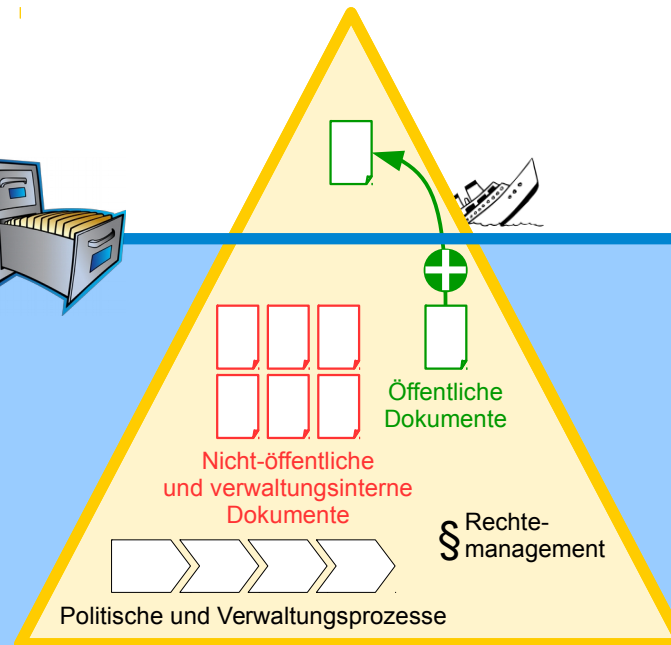 Öffentliche
Dokumente
Nicht-öffentliche
und verwaltungsinterne
Dokumente
§ Rechte-
management
Politische und Verwaltungsprozesse